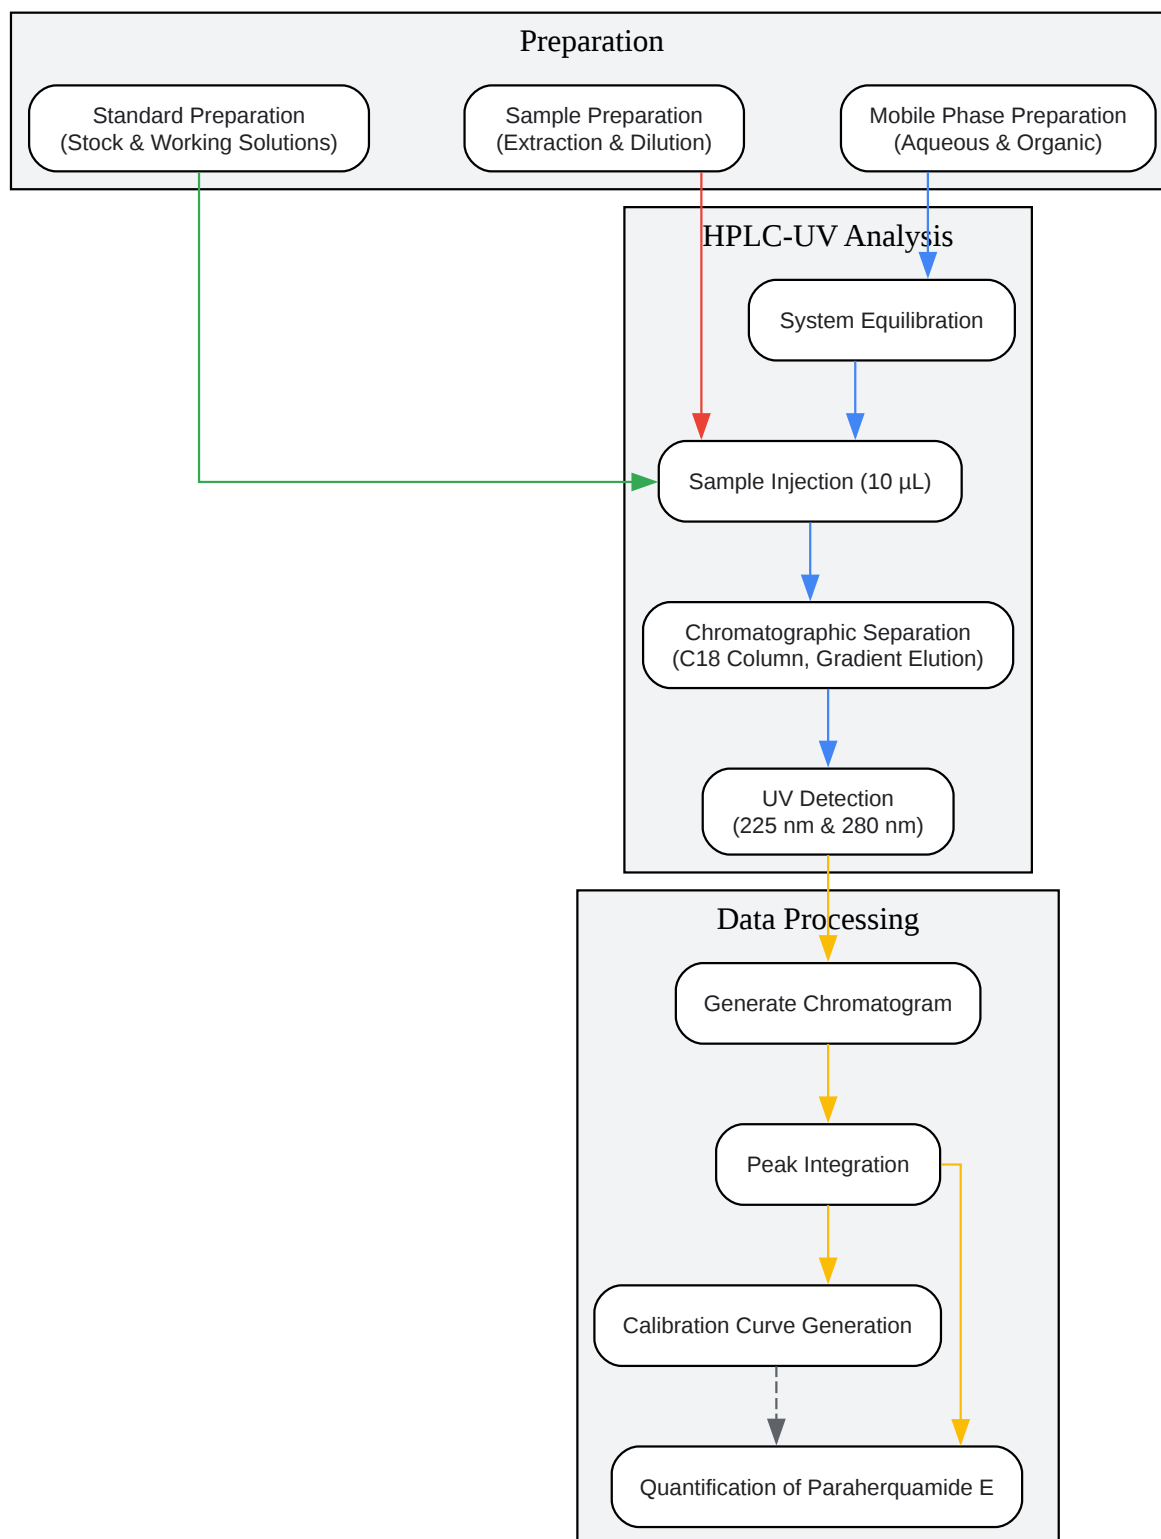 Preparation
Standard Preparation
(Stock & Working Solutions)
Sample Preparation
(Extraction & Dilution)
Mobile Phase Preparation
(Aqueous & Organic)
HPLC-UV Analysis
System Equilibration
Sample Injection (10 µL)
Chromatographic Separation
(C18 Column, Gradient Elution)
UV Detection
(225 nm & 280 nm)
Data Processing
Generate Chromatogram
Peak Integration
Calibration Curve Generation
Quantification of Paraherquamide E